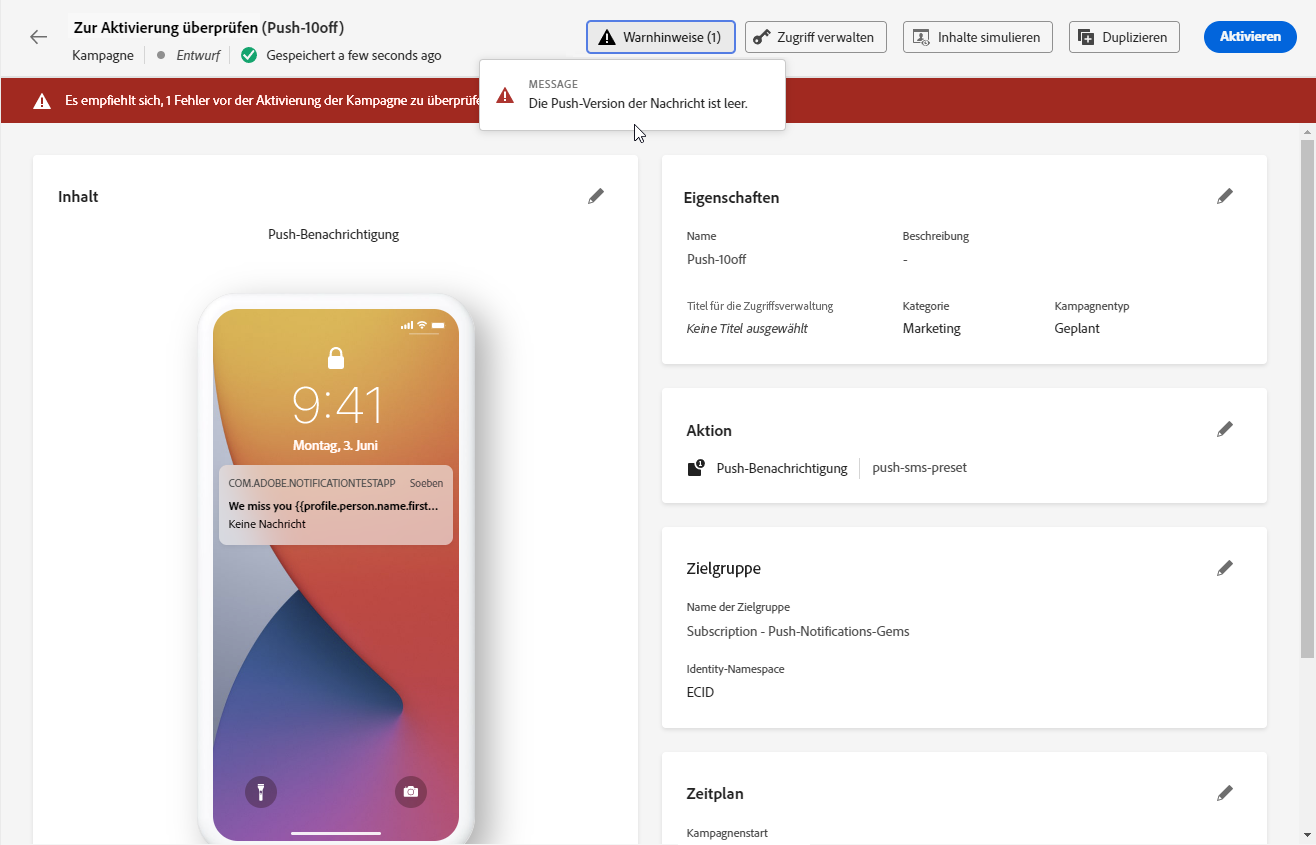 Zur Aktivierung überprüfen (Push-10off)
Kampagne
Entwurf
Gespeichert a few seconds ago
Warnhinweise (1)
Zugriff verwalten
Inhalte simulieren
Duplizieren
Aktivieren
Es empfiehlt sich, 1 Fehler vor der Aktivierung der Kampagne zu überprüfe
MESSAGE
Die Push-Version der Nachricht ist leer.
Inhalt
Push-Benachrichtigung
9:41
Montag, 3. Juni
COM.ADOBE.NOTIFICATIONTESTAPP Soeben
We miss you {{profile.person.name.first...
Keine Nachricht
Eigenschaften
Name
Beschreibung
Push-10off
-
Titel für die Zugriffsverwaltung
Kategorie
Kampagnentyp
Keine Titel ausgewählt
Marketing
Geplant
Aktion
1
Push-Benachrichtigung
push-sms-preset
Zielgruppe
Name der Zielgruppe
Subscription - Push-Notifications-Gems
Identity-Namespace
ECID
Zeitplan
Kampagnenstart